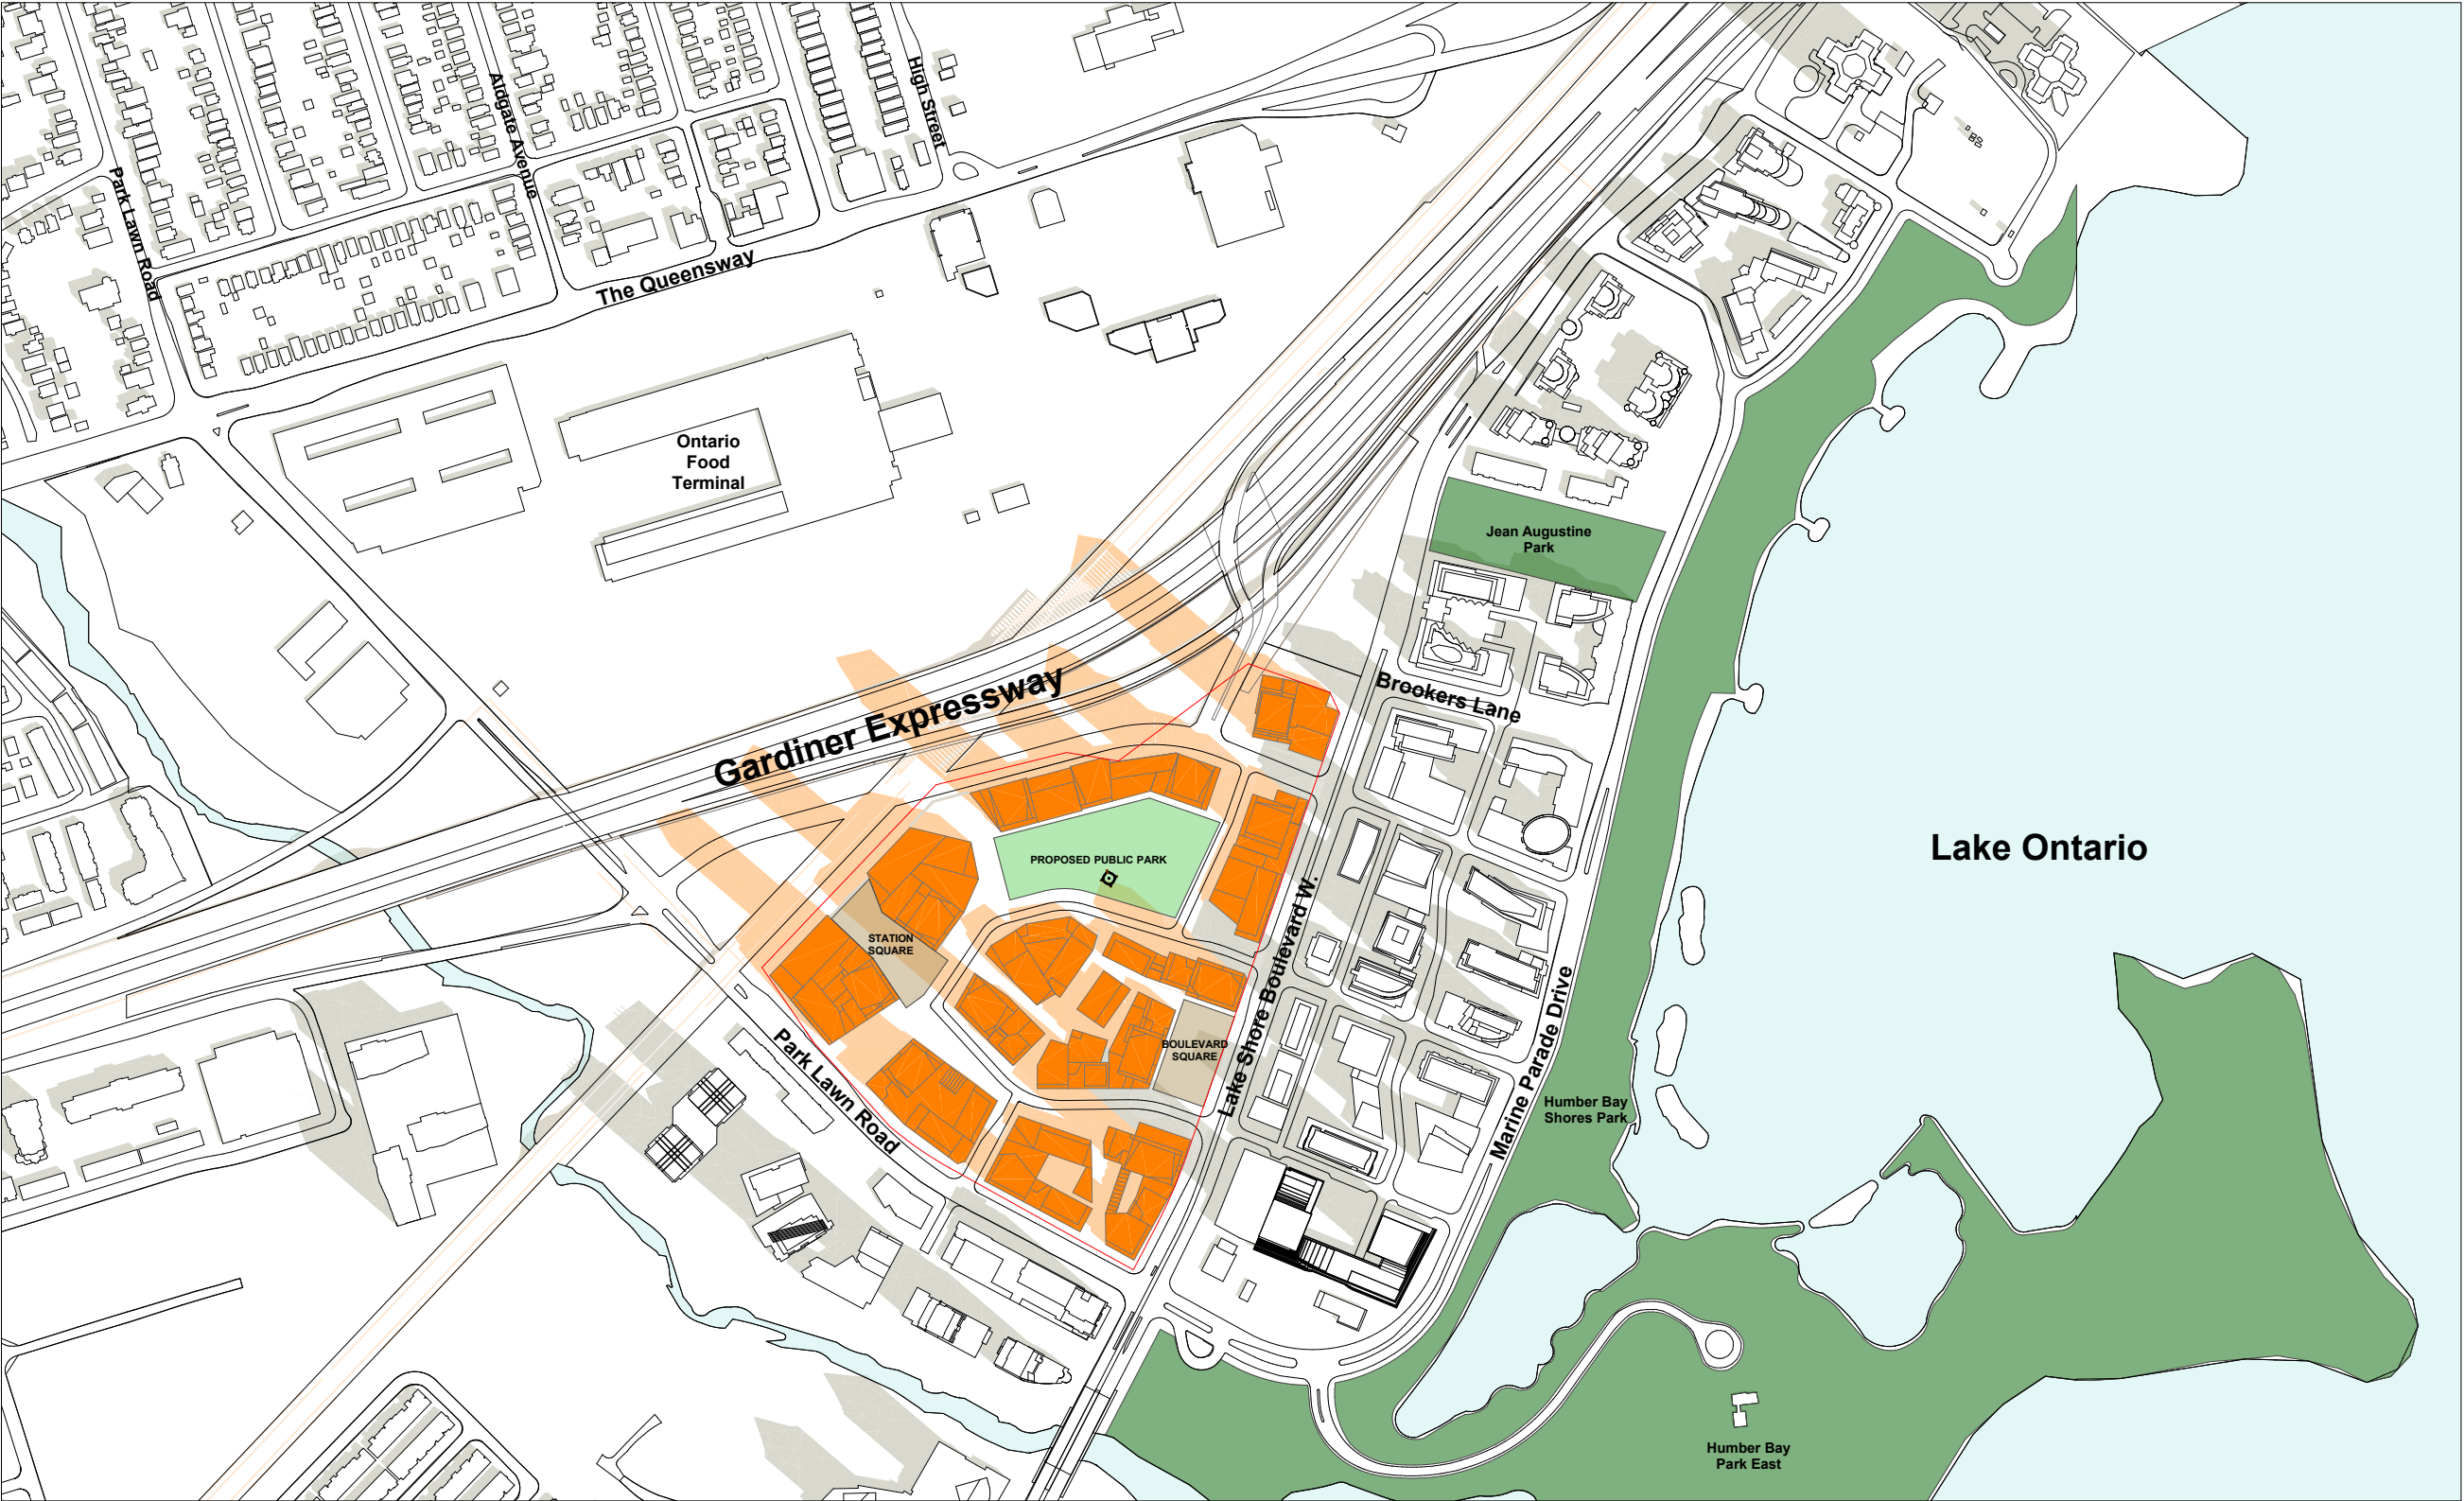 High Street
Aldgate Avenue
Park Lawn Road
The Queensway
Ontario
Food
Terminal
Jean Augustine
Park
Brookers Lane
Gardiner Expressway
PROPOSED PUBLIC PARK
Lake Ontario
STATION
SQUARE
Lake Shore Boulevard W.
BOULEVARD
SQUARE
Marine Parade Drive
Park Lawn Road
Humber Bay
Shores Park
Humber Bay
Park East